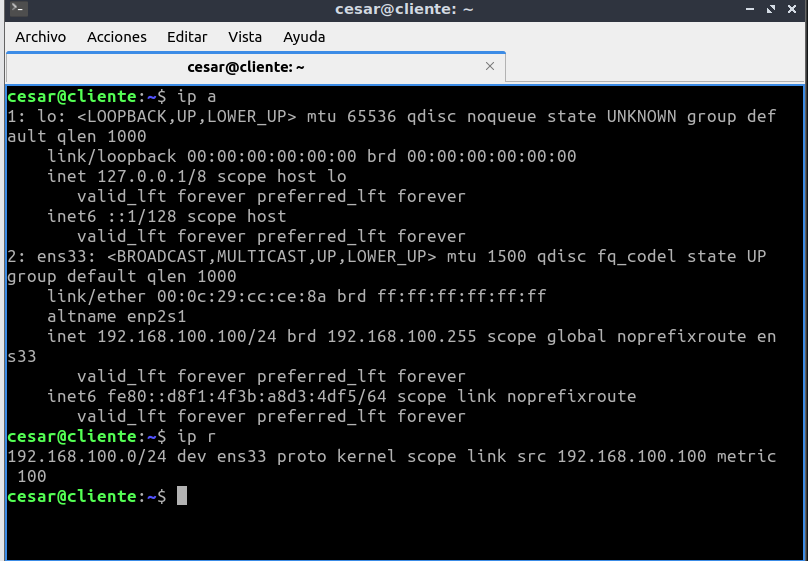 cesar@cliente: ~
Archivo Acciones Editar Vista Ayuda
cesar@cliente: ~
cesar@cliente:~$ ip a
1: lo: <LOOPBACK,UP,LOWER_UP> mtu 65536 qdisc noqueue state UNKNOWN group def
ault qlen 1000
    link/loopback 00:00:00:00:00:00 brd 00:00:00:00:00:00
    inet 127.0.0.1/8 scope host lo
       valid_lft forever preferred_lft forever
    inet6 ::1/128 scope host
       valid_lft forever preferred_lft forever
2: ens33: <BROADCAST,MULTICAST,UP,LOWER_UP> mtu 1500 qdisc fq_codel state UP
group default qlen 1000
    link/ether 00:0c:29:cc:ce:8a brd ff:ff:ff:ff:ff:ff
    altname enp2s1
    inet 192.168.100.100/24 brd 192.168.100.255 scope global noprefixroute en
s33
       valid_lft forever preferred_lft forever
    inet6 fe80::d8f1:4f3b:a8d3:4df5/64 scope link noprefixroute
       valid_lft forever preferred_lft forever
cesar@cliente:~$ ip r
192.168.100.0/24 dev ens33 proto kernel scope link src 192.168.100.100 metric
 100
cesar@cliente:~$